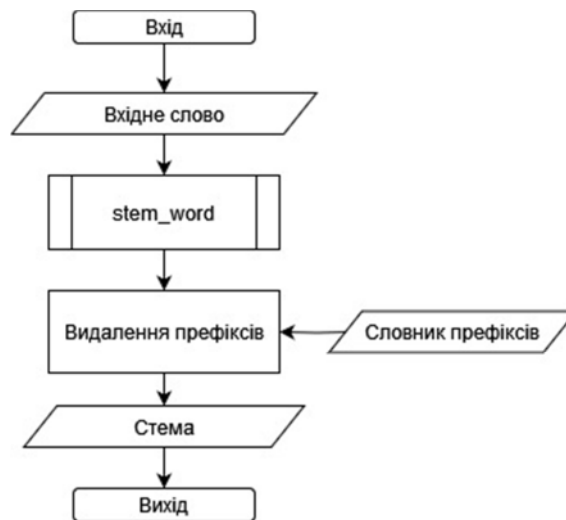 Вхід
Вхідне слово
stem_word
Видалення префіксів
Словник префіксів
Стема
Вихід